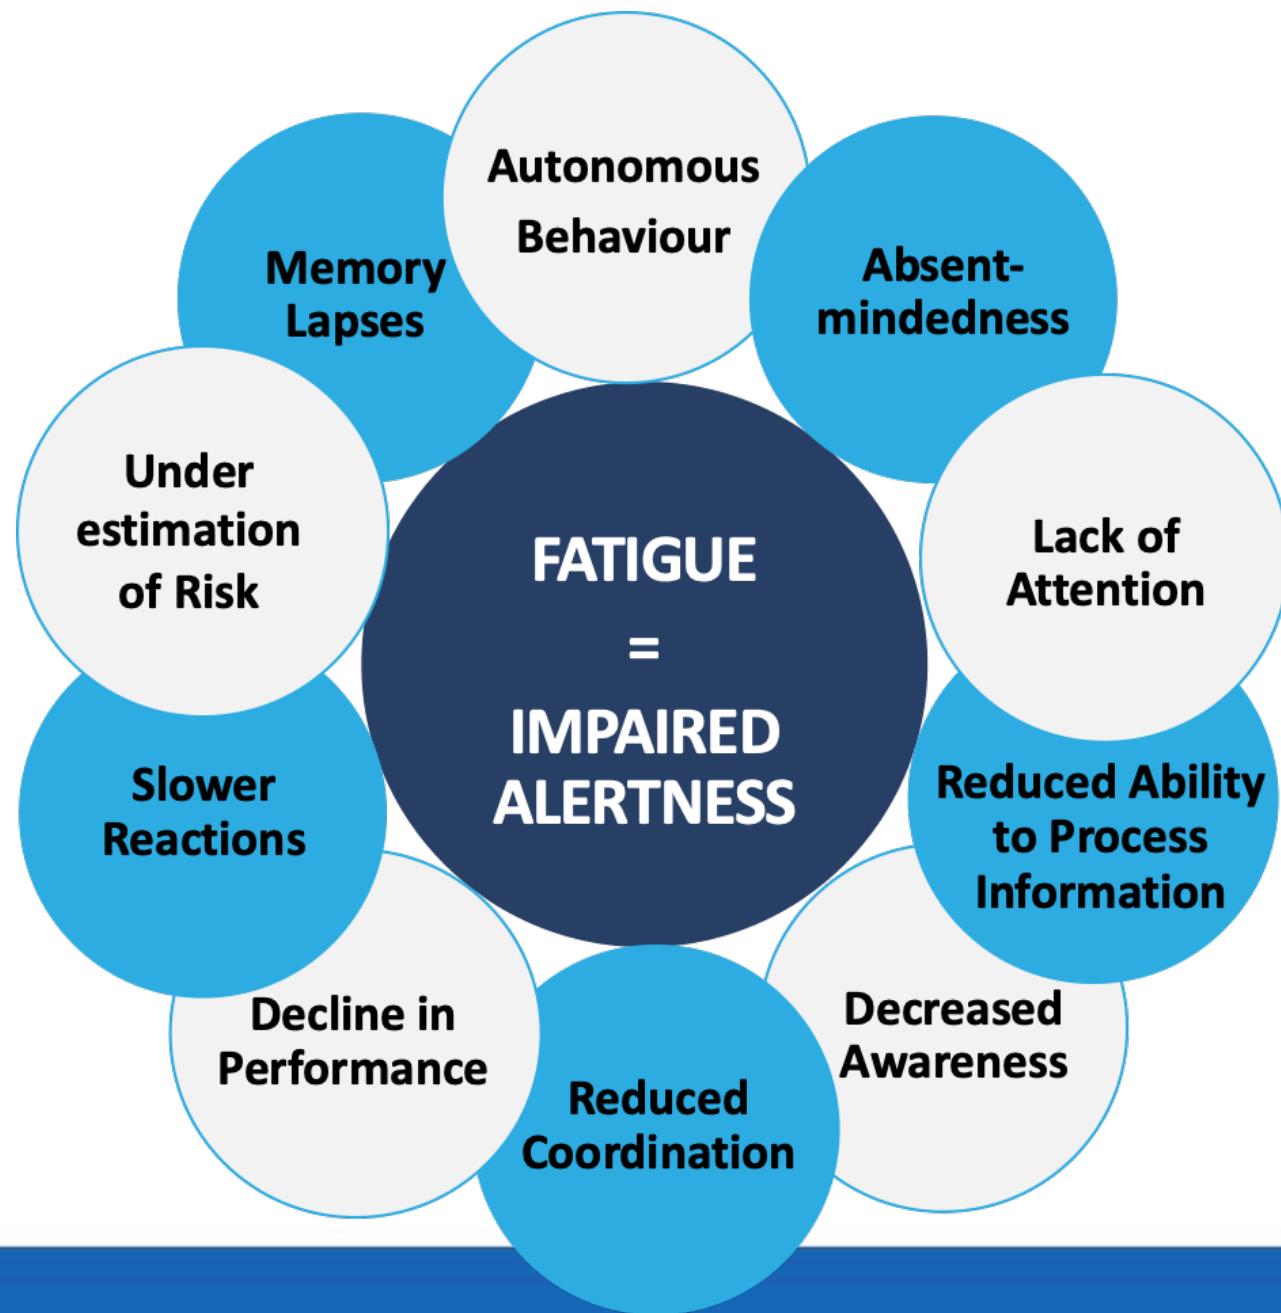 Autonomous
Behaviour
Absent-
mindedness
Lack of
Attention
Reduced Ability
to Process
Information
Decreased
Awareness
Reduced
Coordination
Decline in
Performance
Slower
Reactions
Under
estimation
of Risk
Memory
Lapses
FATIGUE
=
IMPAIRED
ALERTNESS